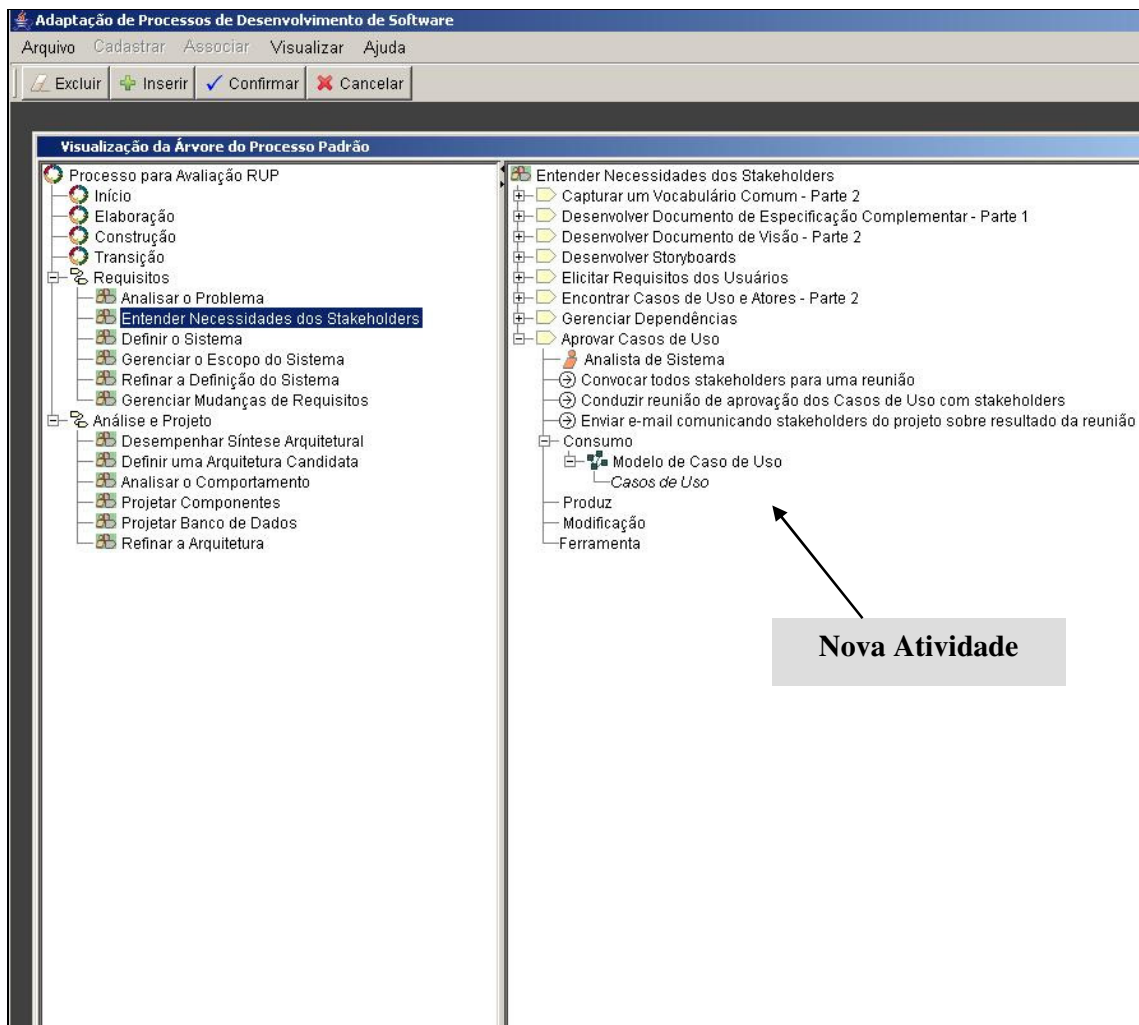 Adaptação de Processos de Desenvolvimento de Software
Arquivo Cadastrar Associar Visualizar Ajuda
Excluir Inserir Confirmar Cancelar
Visualização da Árvore do Processo Padrão
Processo para Avaliação RUP
Início
Elaboração
Construção
Transição
Requisitos
Analisar o Problema
Entender Necessidades dos Stakeholders
Definir o Sistema
Gerenciar o Escopo do Sistema
Refinar a Definição do Sistema
Gerenciar Mudanças de Requisitos
Análise e Projeto
Desempenhar Síntese Arquitetural
Definir uma Arquitetura Candidata
Analisar o Comportamento
Projetar Componentes
Projetar Banco de Dados
Refinar a Arquitetura
Entender Necessidades dos Stakeholders
Capturar um Vocabulário Comum - Parte 2
Desenvolver Documento de Especificação Complementar - Parte 1
Desenvolver Documento de Visão - Parte 2
Desenvolver Storyboards
Elicitar Requisitos dos Usuários
Encontrar Casos de Uso e Atores - Parte 2
Gerenciar Dependências
Aprovar Casos de Uso
Analista de Sistema
Convocar todos stakeholders para uma reunião
Conduzir reunião de aprovação dos Casos de Uso com stakeholders
Enviar e-mail comunicando stakeholders do projeto sobre resultado da reunião
Consumo
Modelo de Caso de Uso
Casos de Uso
Produz
Modificação
Ferramenta
Nova Atividade